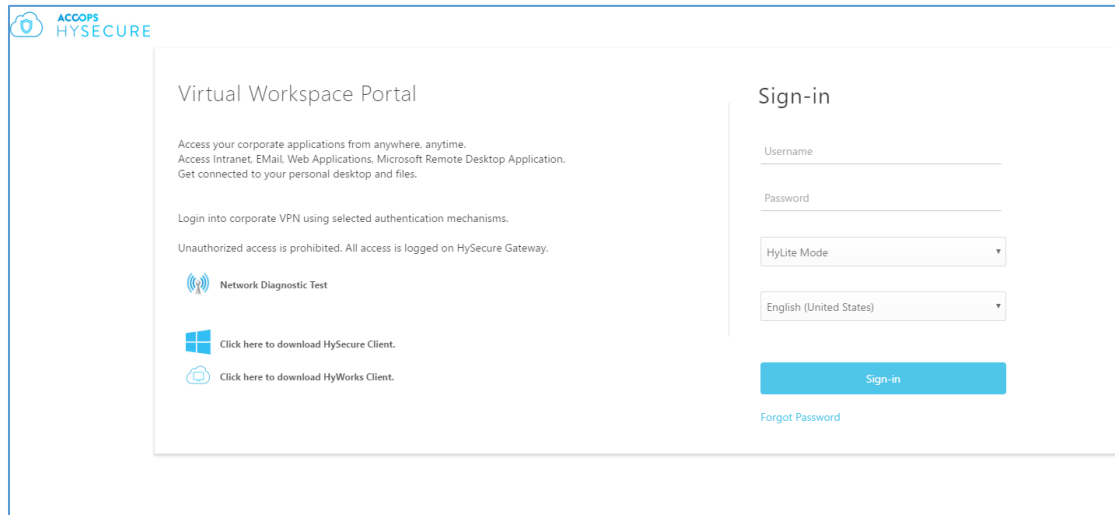 ACCOPS
HYSECURE
Virtual Workspace Portal
Access your corporate applications from anywhere, anytime.
Access Intranet, EMail, Web Applications, Microsoft Remote Desktop Application.
Get connected to your personal desktop and files.
Login into corporate VPN using selected authentication mechanisms.
Unauthorized access is prohibited. All access is logged on HySecure Gateway.
Network Diagnostic Test
Click here to download HySecure Client.
Click here to download HyWorks Client.
Sign-in
Username
Password
HyLite Mode
English (United States)
Sign-in
Forgot Password